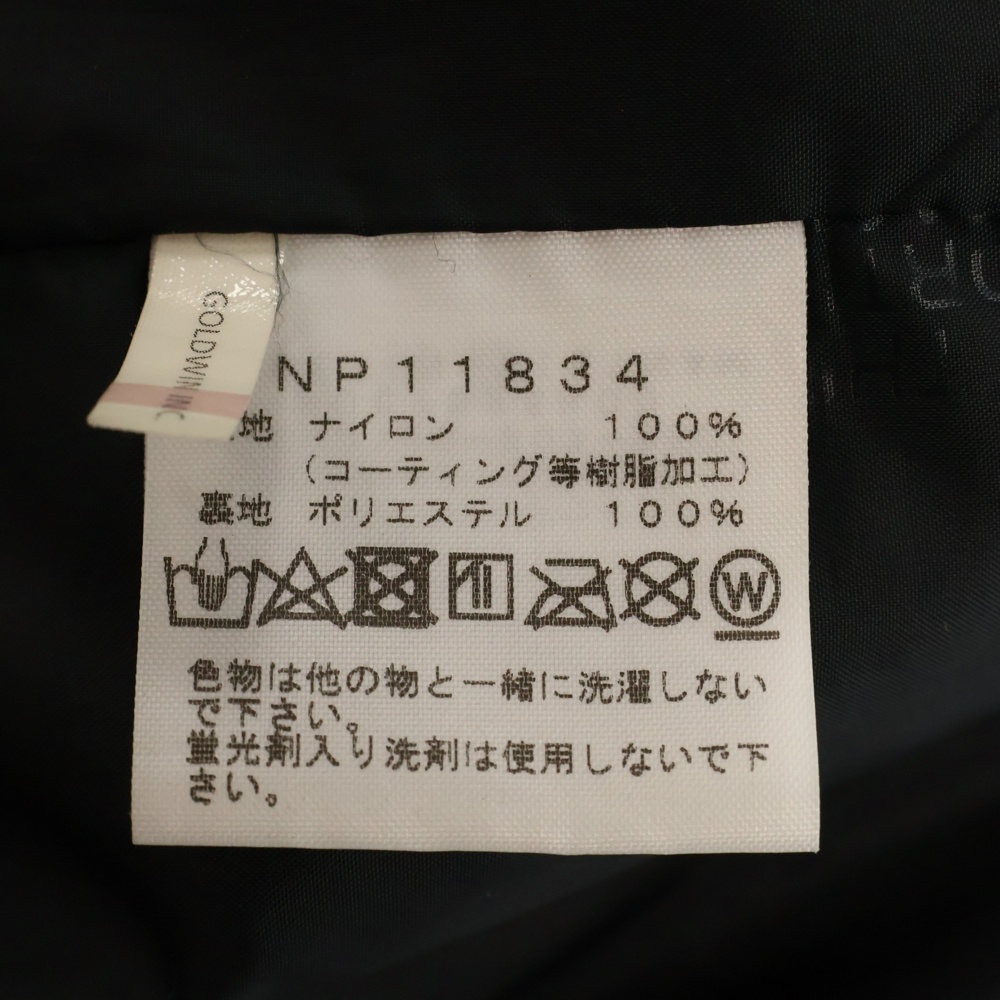 GOLDWIN INC
NP11834
地 ナイロン 100%
(コーティング等樹脂加工)
裏地 ポリエステル 100%
W
色物は他の物と一緒に洗濯しない
で下さい。
蛍光剤入り洗剤は使用しないで下
さい。